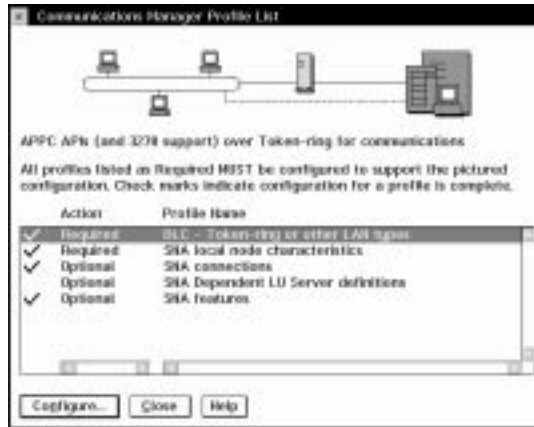 Communications Manager Profile List
APPC APIs (and 3270 support) over Token-ring for communications
All profiles listed as Required MUST be configured to support the pictured
configuration. Check marks indicate configuration for a profile is complete.
Action Profile Name
Required DLC - Token-ring or other LAN types
Required SNA local node characteristics
Optional SNA connections
Optional SNA Dependent LU Server definitions
Optional SNA features
Configure... Close Help